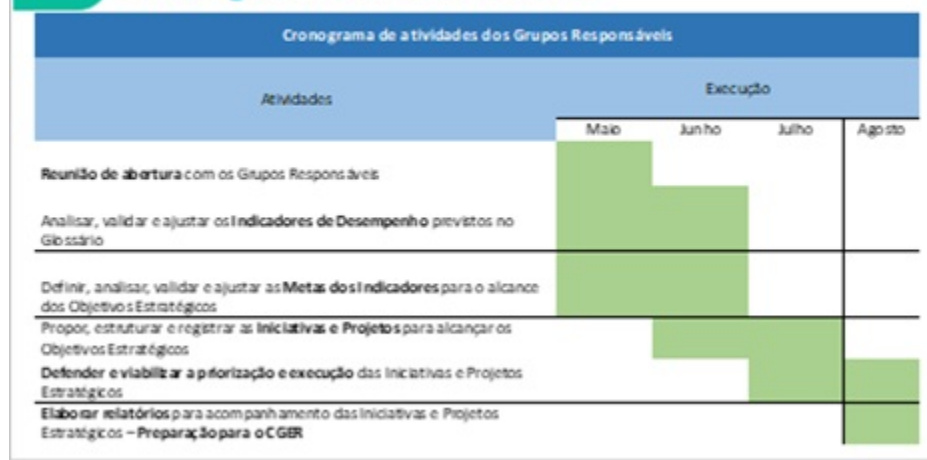 Cronograma de atividades dos Grupos Responsáveis
Atividades
Execução
Maio Junho Julho Agosto
Reunião de abertura com os Grupos Responsáveis
Analisar, validar e ajustar os Indicadores de Desempenho previstos no
Glossário
Definir, analisar, validar e ajustar as Metas dos Indicadores para o alcance
dos Objetivos Estratégicos
Propor, estruturar e registrar as Iniciativas e Projetos para alcançar os
Objetivos Estratégicos
Defender e viabilizar a priorização e execução das Iniciativas e Projetos
Estratégicos
Elaborar relatórios para acompanhamento das Iniciativas e Projetos
Estratégicos – Preparação para o CGER